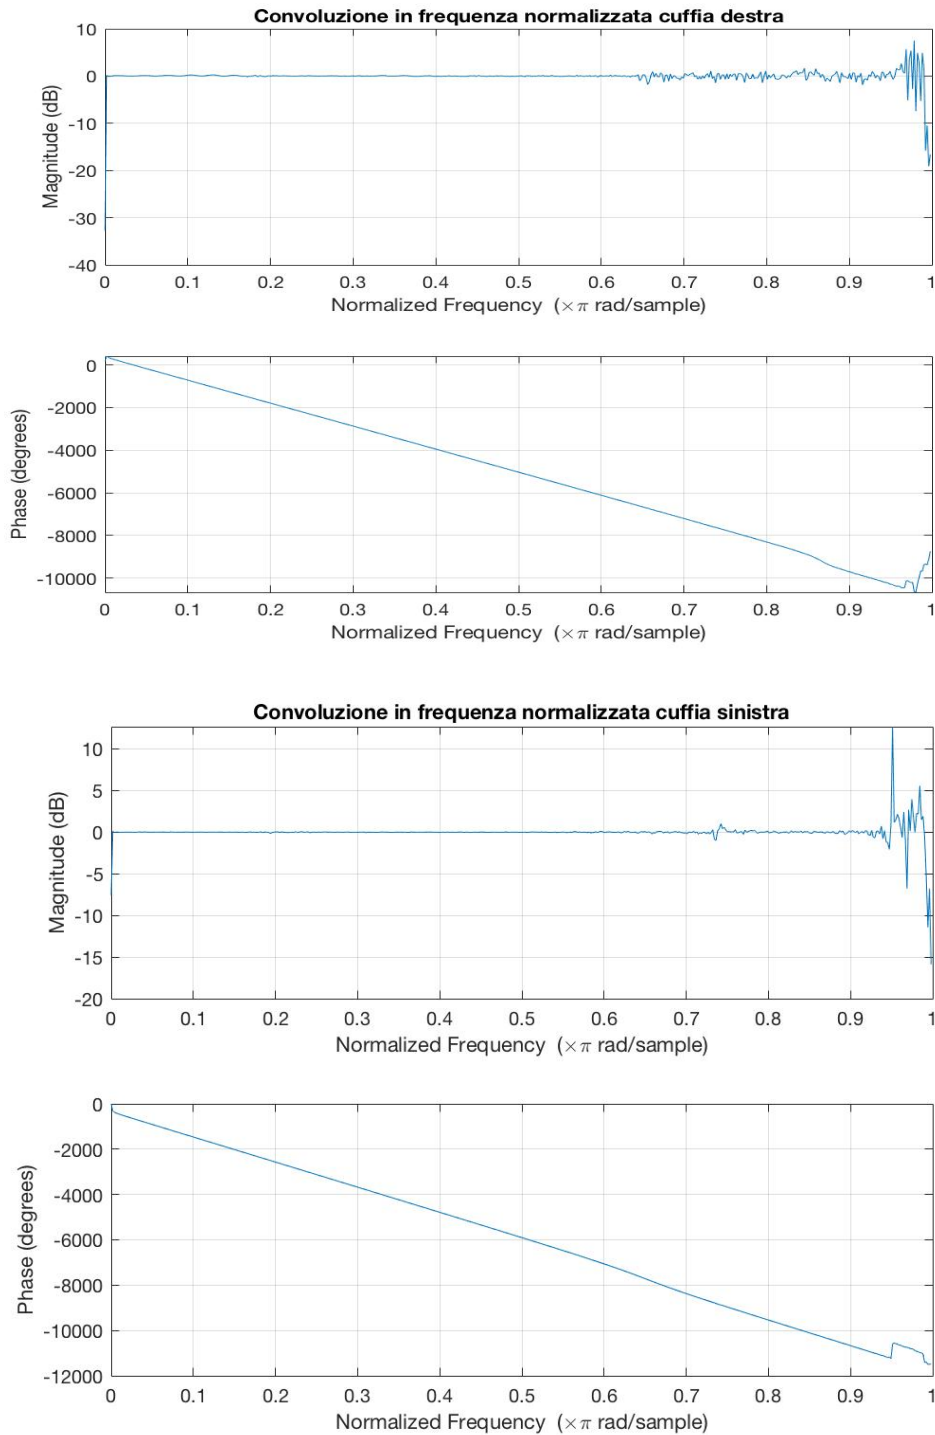 Convoluzione in frequenza normalizzata cuffia destra
10
0
-10
-20
-30
-40
Magnitude (dB)
0 0.1 0.2 0.3 0.4 0.5 0.6 0.7 0.8 0.9 1
Normalized Frequency (×π rad/sample)
0
-2000
-4000
-6000
-8000
-10000
Phase (degrees)
0 0.1 0.2 0.3 0.4 0.5 0.6 0.7 0.8 0.9 1
Normalized Frequency (×π rad/sample)
Convoluzione in frequenza normalizzata cuffia sinistra
10
5
0
-5
-10
-15
-20
Magnitude (dB)
0 0.1 0.2 0.3 0.4 0.5 0.6 0.7 0.8 0.9 1
Normalized Frequency (×π rad/sample)
0
-2000
-4000
-6000
-8000
-10000
-12000
Phase (degrees)
0 0.1 0.2 0.3 0.4 0.5 0.6 0.7 0.8 0.9 1
Normalized Frequency (×π rad/sample)